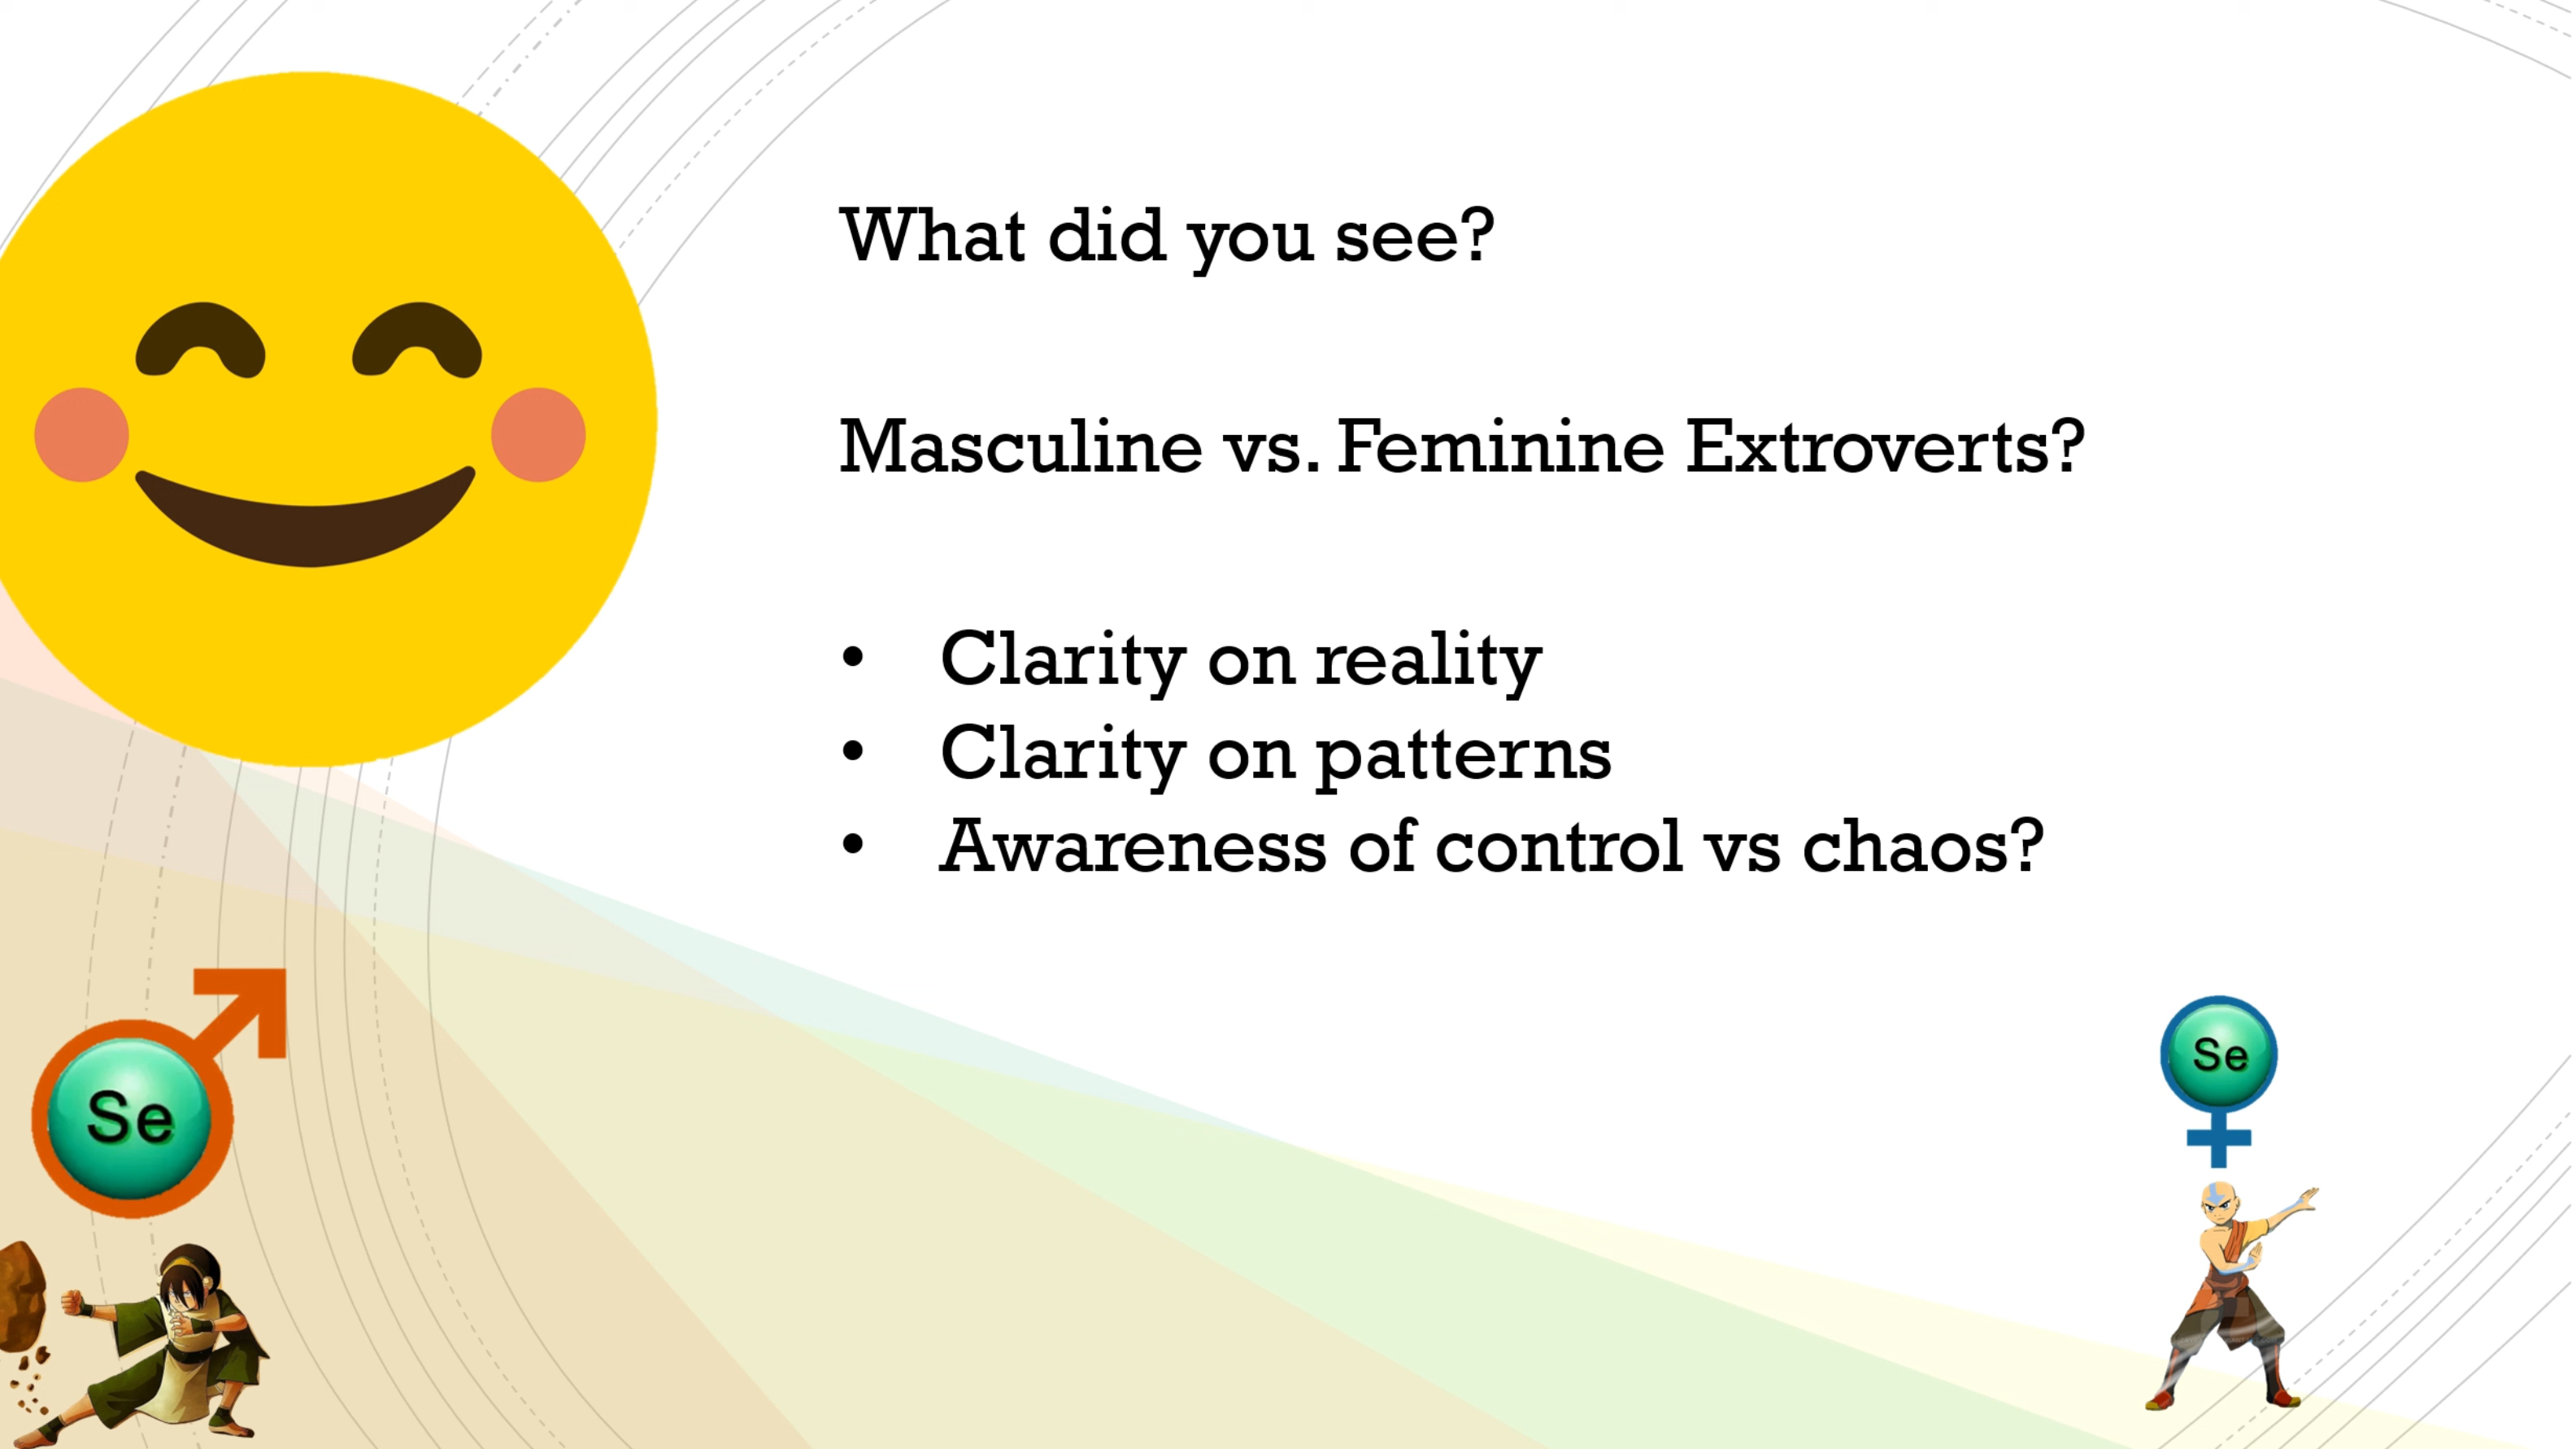 What did you see?
Masculine vs. Feminine Extroverts?
• Clarity on reality
• Clarity on patterns
• Awareness of control vs chaos?
Se
Se